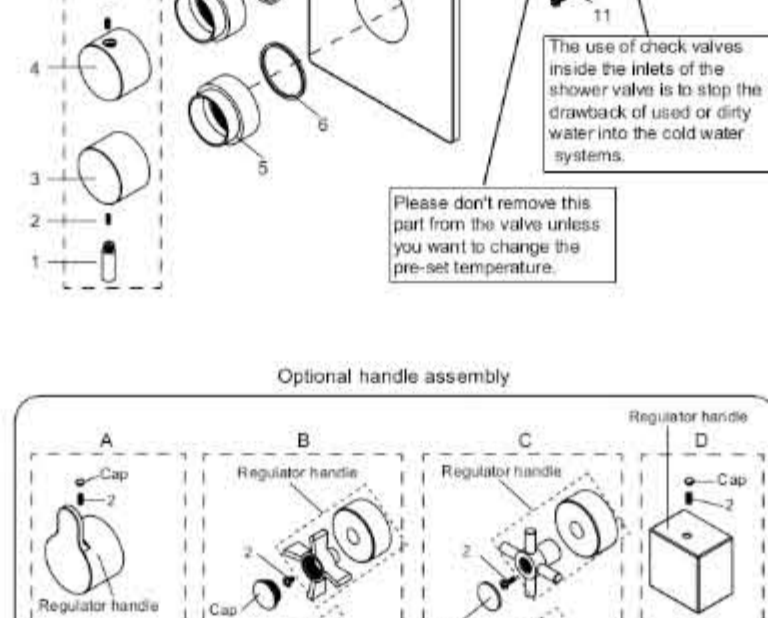 11
The use of check valves
inside the inlets of the
shower valve is to stop the
drawback of used or dirty
water into the cold water
systems.
4
6
5
3
2
1
Please don't remove this
part from the valve unless
you want to change the
pre-set temperature.
Optional handle assembly
Regulator handle
A
B
C
D
Cap
2
Regulator handle
Regulator handle
2
Cap
Regulator handle
2
Cap
2